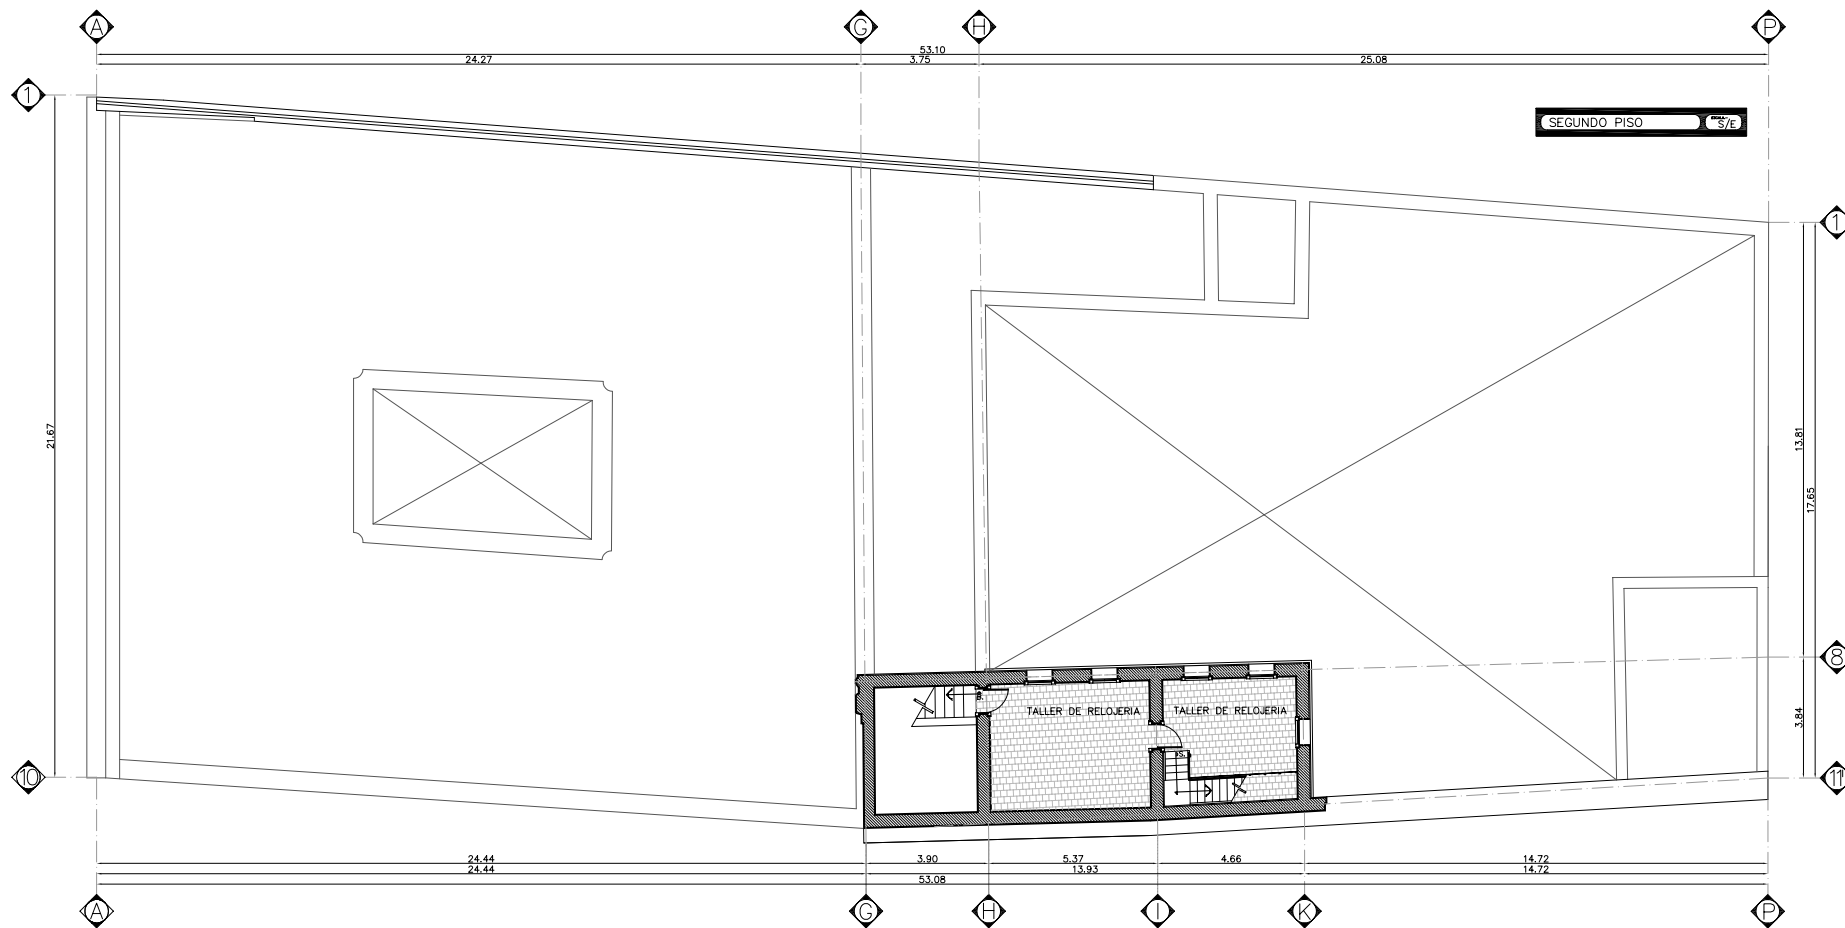 A G H P
53.10
24.27 3.75 25.08
1
SEGUNDO PISO S/E
1
21.67
13.81
17.65
8
3.84
B.
TALLER DE RELOJERIA TALLER DE RELOJERIA
S.
10 11'
24.44 3.90 5.37 4.66 14.72
24.44 13.93 14.72
53.08
A G H I K P